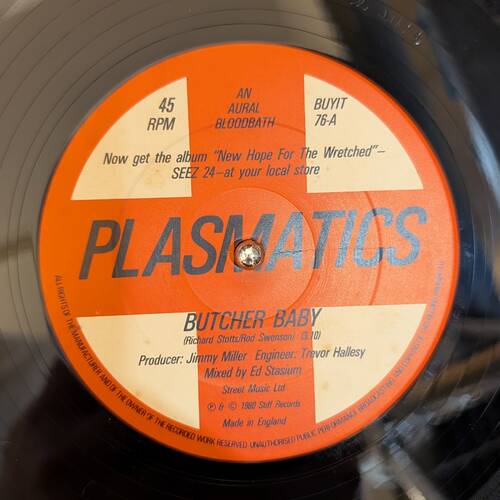 45
RPM
AN
AURAL
BLOODBATH
BUYIT
76-A
Now get the album "New Hope For The Wretched"—
SEEZ 24—at your local store
PLASMATICS
BUTCHER BABY
(Richard Stotts/Rod Swenson) (3.10)
Producer: Jimmy Miller Engineer: Trevor Hallesy
Mixed by Ed Stasium
Street Music Ltd
℗ & © 1980 Stiff Records
Made in England
ALL RIGHTS OF THE MANUFACTURER AND OF THE OWNER OF THE RECORDED WORK RESERVED. UNAUTHORISED PUBLIC PERFORMANCE BROADCASTING AND COPYING